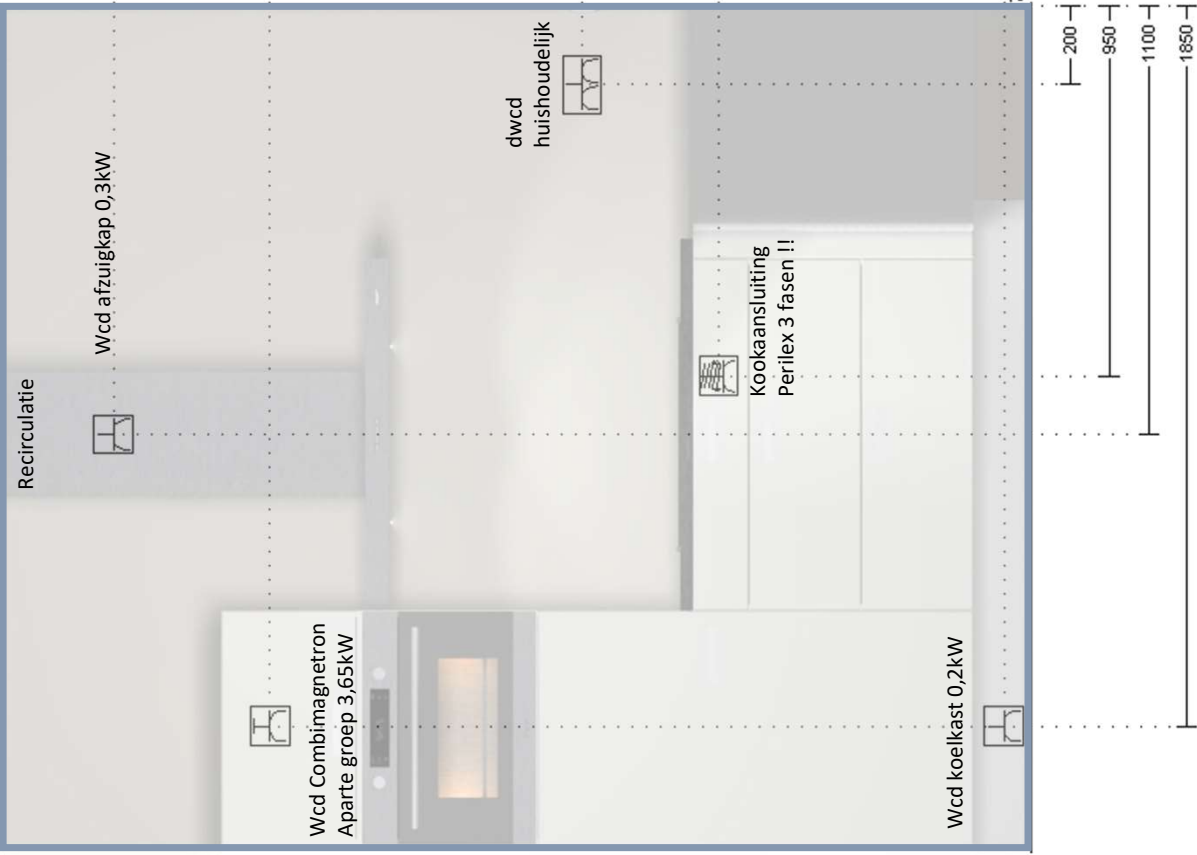 Recirculatie
Wcd afzuigkap 0,3kW
Wcd Combimagnetron
Aparte groep 3,65kW
dwcd
huishoudelijk
Kookaansluiting
Perilex 3 fasen !!
Wcd koelkast 0,2kW
200
950
1100
1850